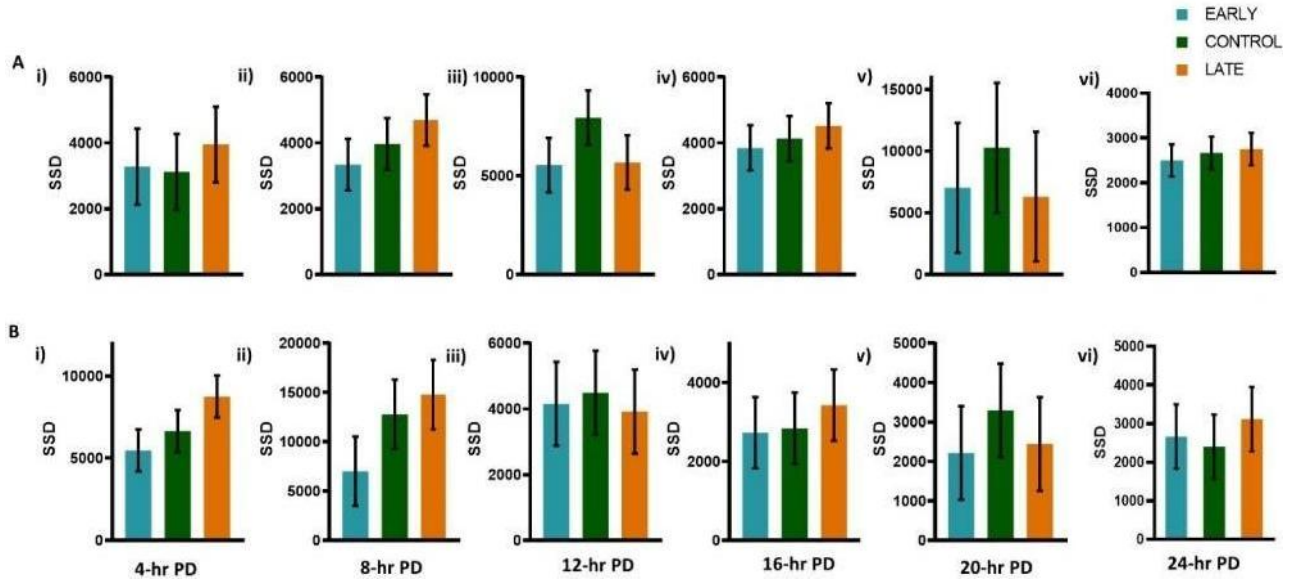 EARLY
CONTROL
LATE
A
i)
6000
4000
2000
0
SSD
ii)
6000
4000
2000
0
SSD
iii)
10000
5000
0
SSD
iv)
6000
4000
2000
0
SSD
v)
15000
10000
5000
0
SSD
vi)
4000
3000
2000
1000
0
SSD
B
i)
10000
5000
0
SSD
4-hr PD
ii)
20000
15000
10000
5000
0
SSD
8-hr PD
iii)
6000
4000
2000
0
SSD
12-hr PD
iv)
4000
2000
0
SSD
16-hr PD
v)
5000
4000
3000
2000
1000
0
SSD
20-hr PD
vi)
5000
4000
3000
2000
1000
0
SSD
24-hr PD